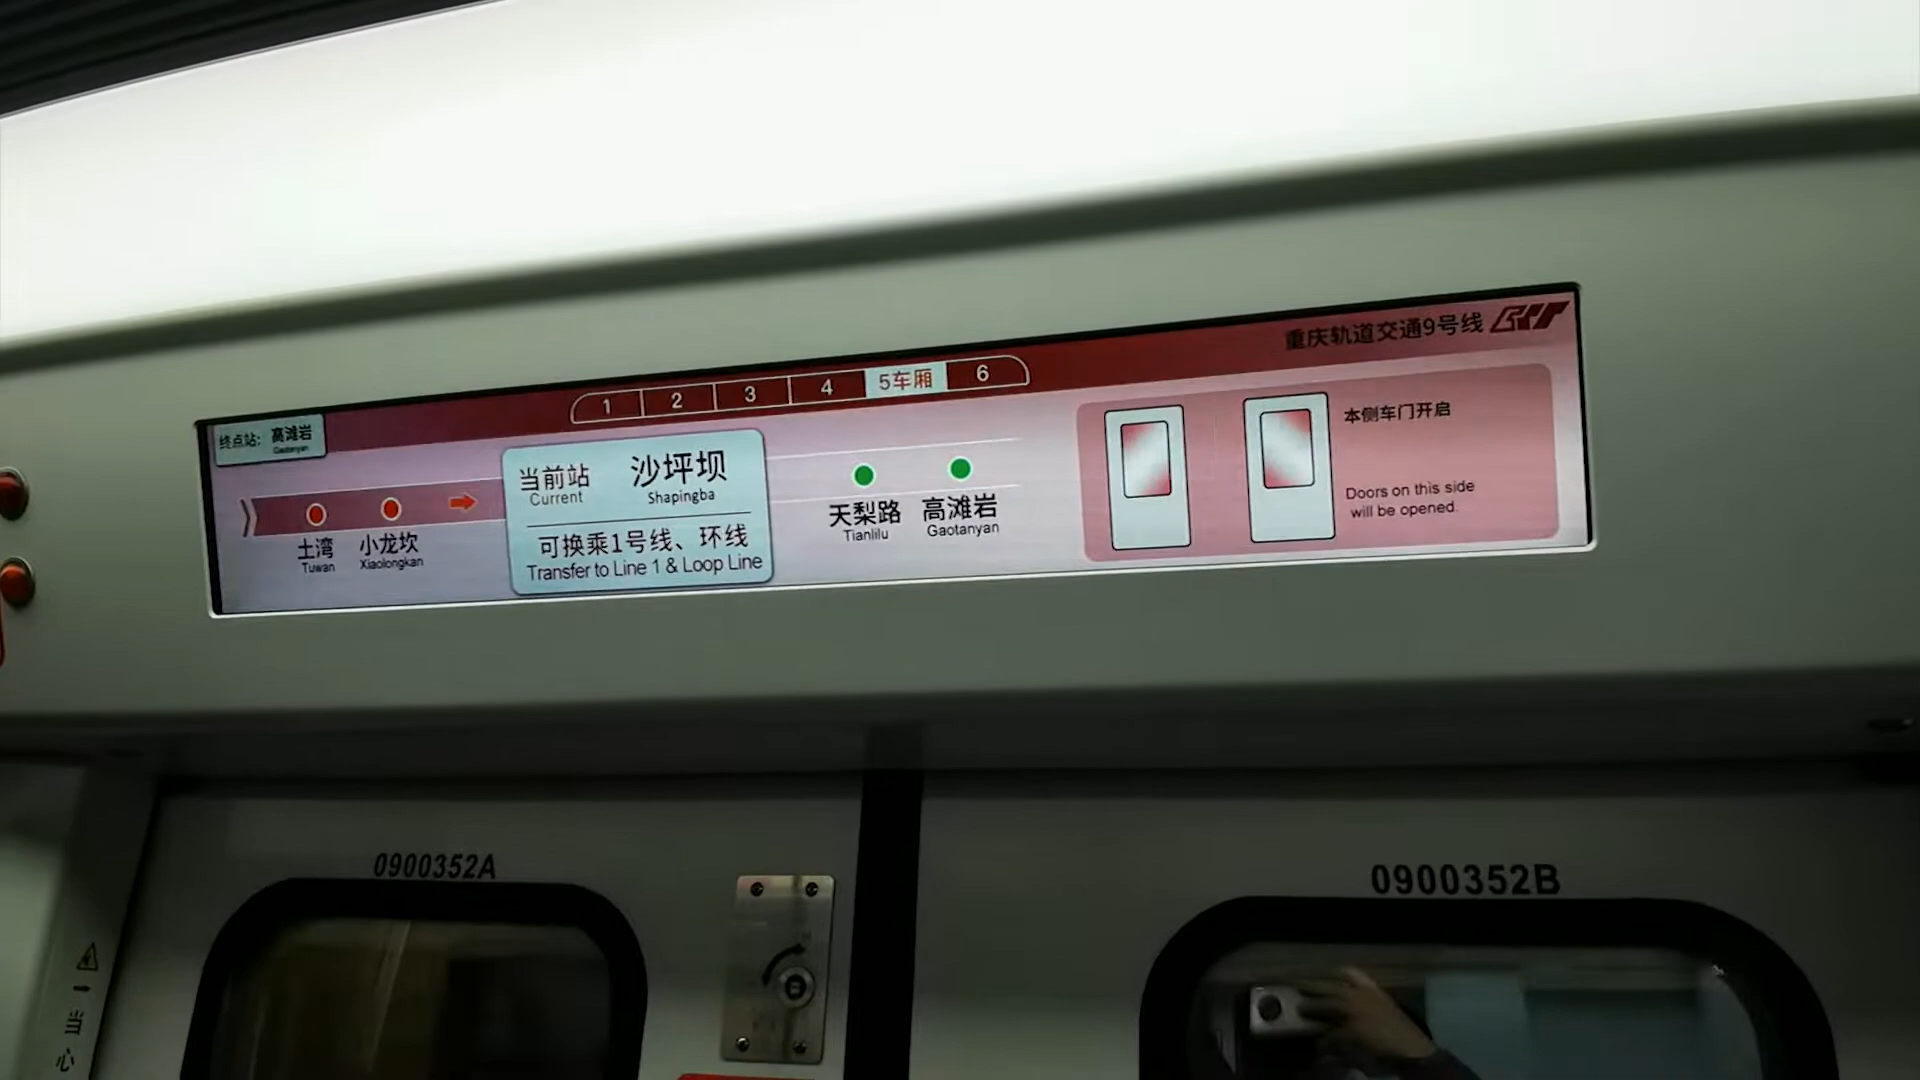 重庆轨道交通9号线 CRT
1 2 3 4 5车厢 6
终点站: 高滩岩
Gaotanyan
土湾
Tuwan
小龙坎
Xiaolongkan
当前站 沙坪坝
Current Shapingba
可换乘1号线、环线
Transfer to Line 1 & Loop Line
天梨路
Tianlilu
高滩岩
Gaotanyan
本侧车门开启
Doors on this side
will be opened.
0900352A
0900352B
当
心